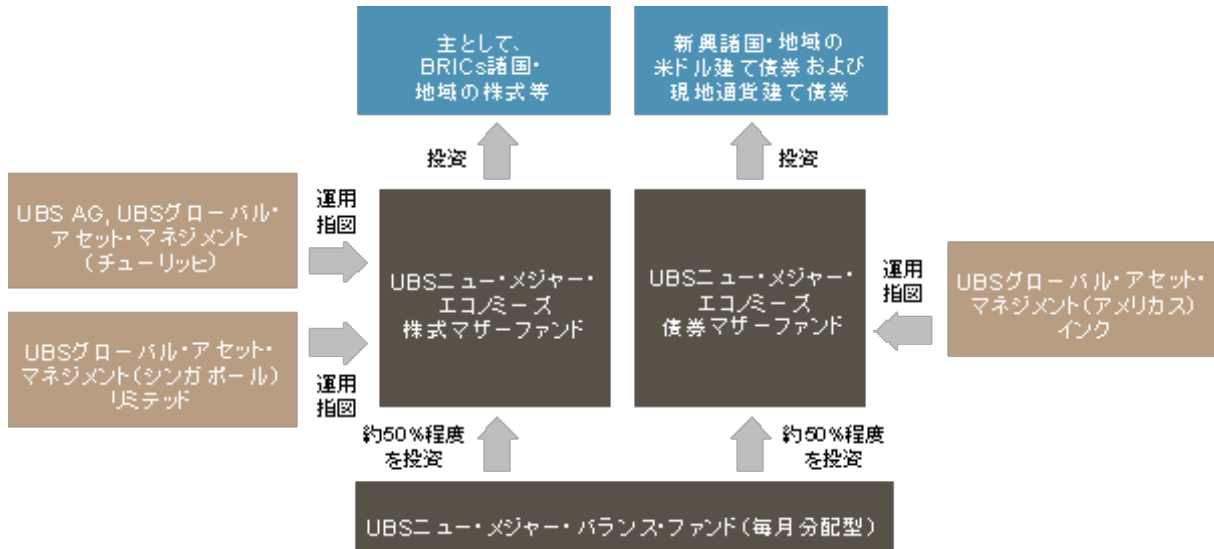 主として、
BRICs諸国・
地域の株式等
新興諸国・地域の
米ドル建て債券および
現地通貨建て債券
投資
投資
UBS AG, UBSグローバル・
アセット・マネジメント
(チューリッヒ)
運用
指図
UBSニュー・メジャー・
エコノミーズ
株式マザーファンド
UBSニュー・メジャー・
エコノミーズ
債券マザーファンド
運用
指図
UBSグローバル・アセット・
マネジメント(アメリカス)
インク
UBSグローバル・アセット・
マネジメント(シンガポール)
リミテッド
運用
指図
約50%程度
を投資
約50%程度
を投資
UBSニュー・メジャー・バランス・ファンド(毎月分配型)